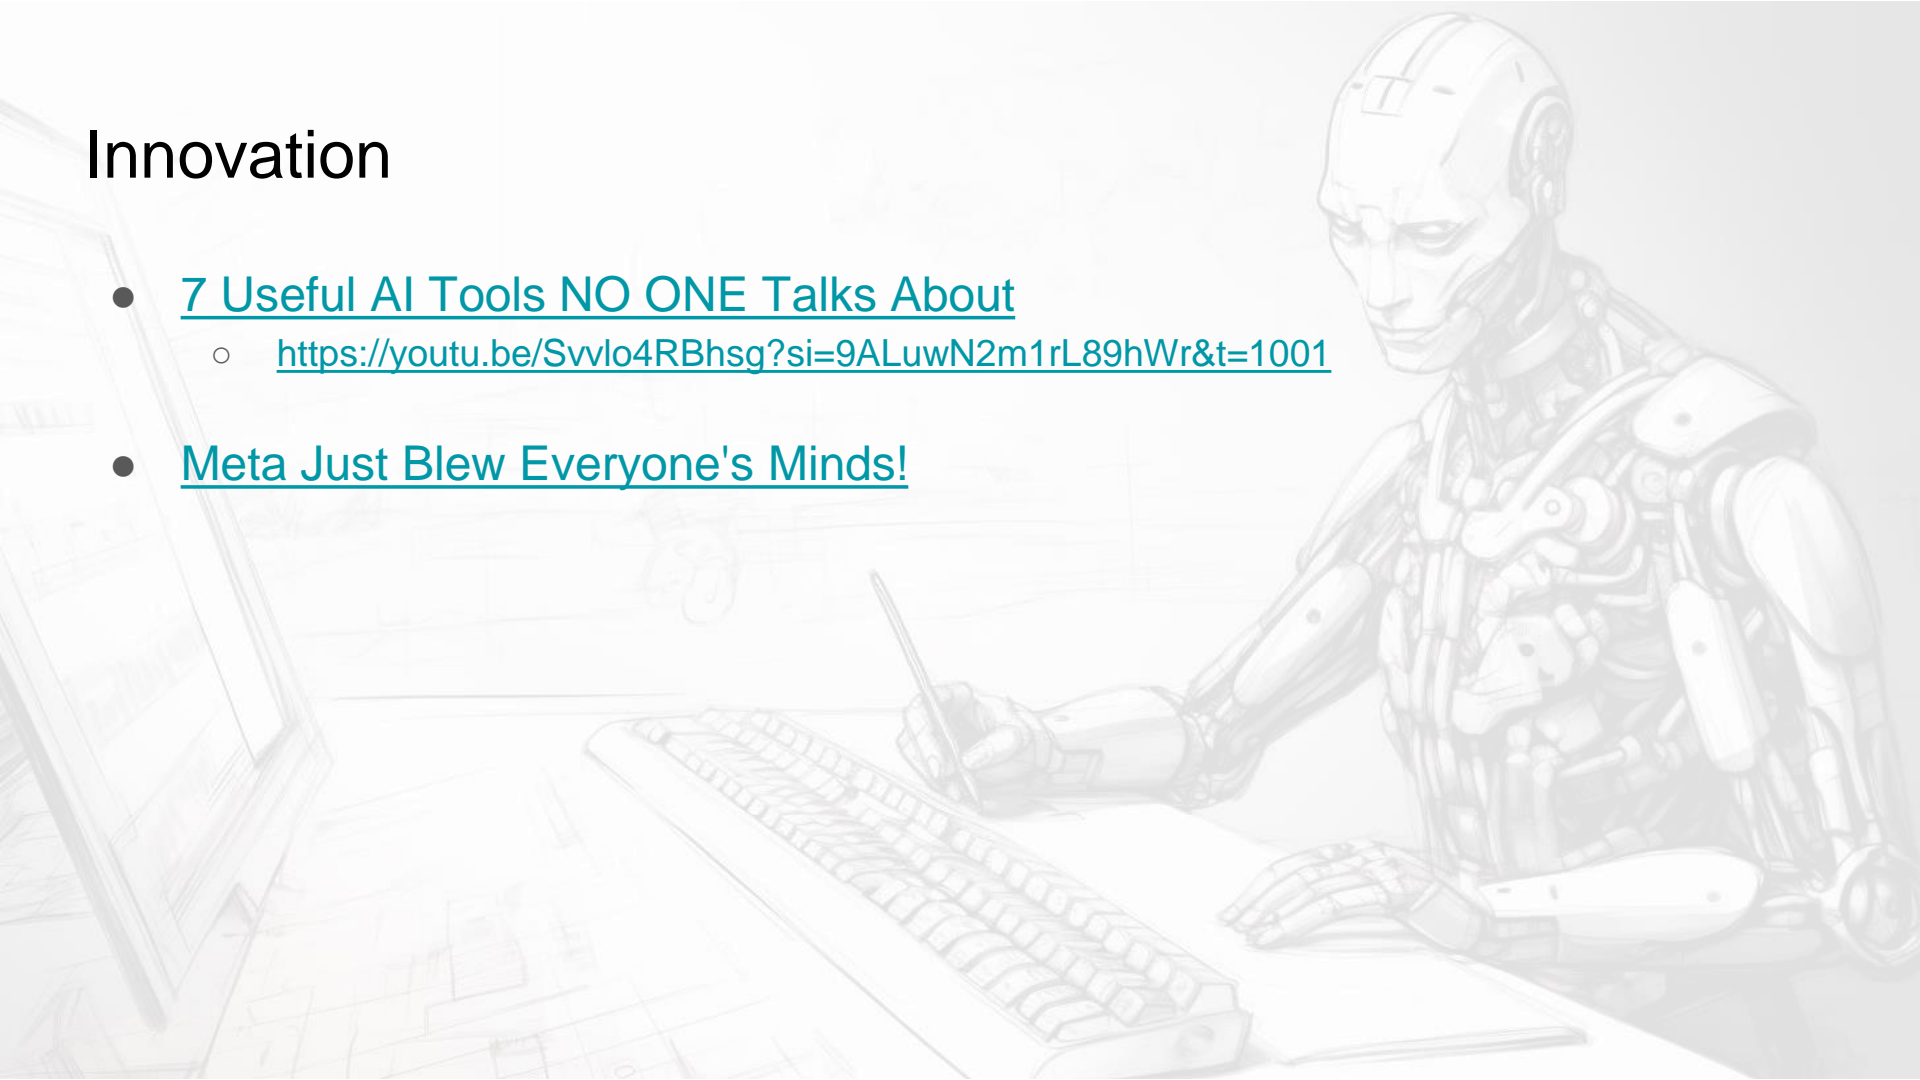 Innovation
● 7 Useful AI Tools NO ONE Talks About
○ https://youtu.be/Svvlo4RBhsg?si=9ALuwN2m1rL89hWr&t=1001
● Meta Just Blew Everyone's Minds!